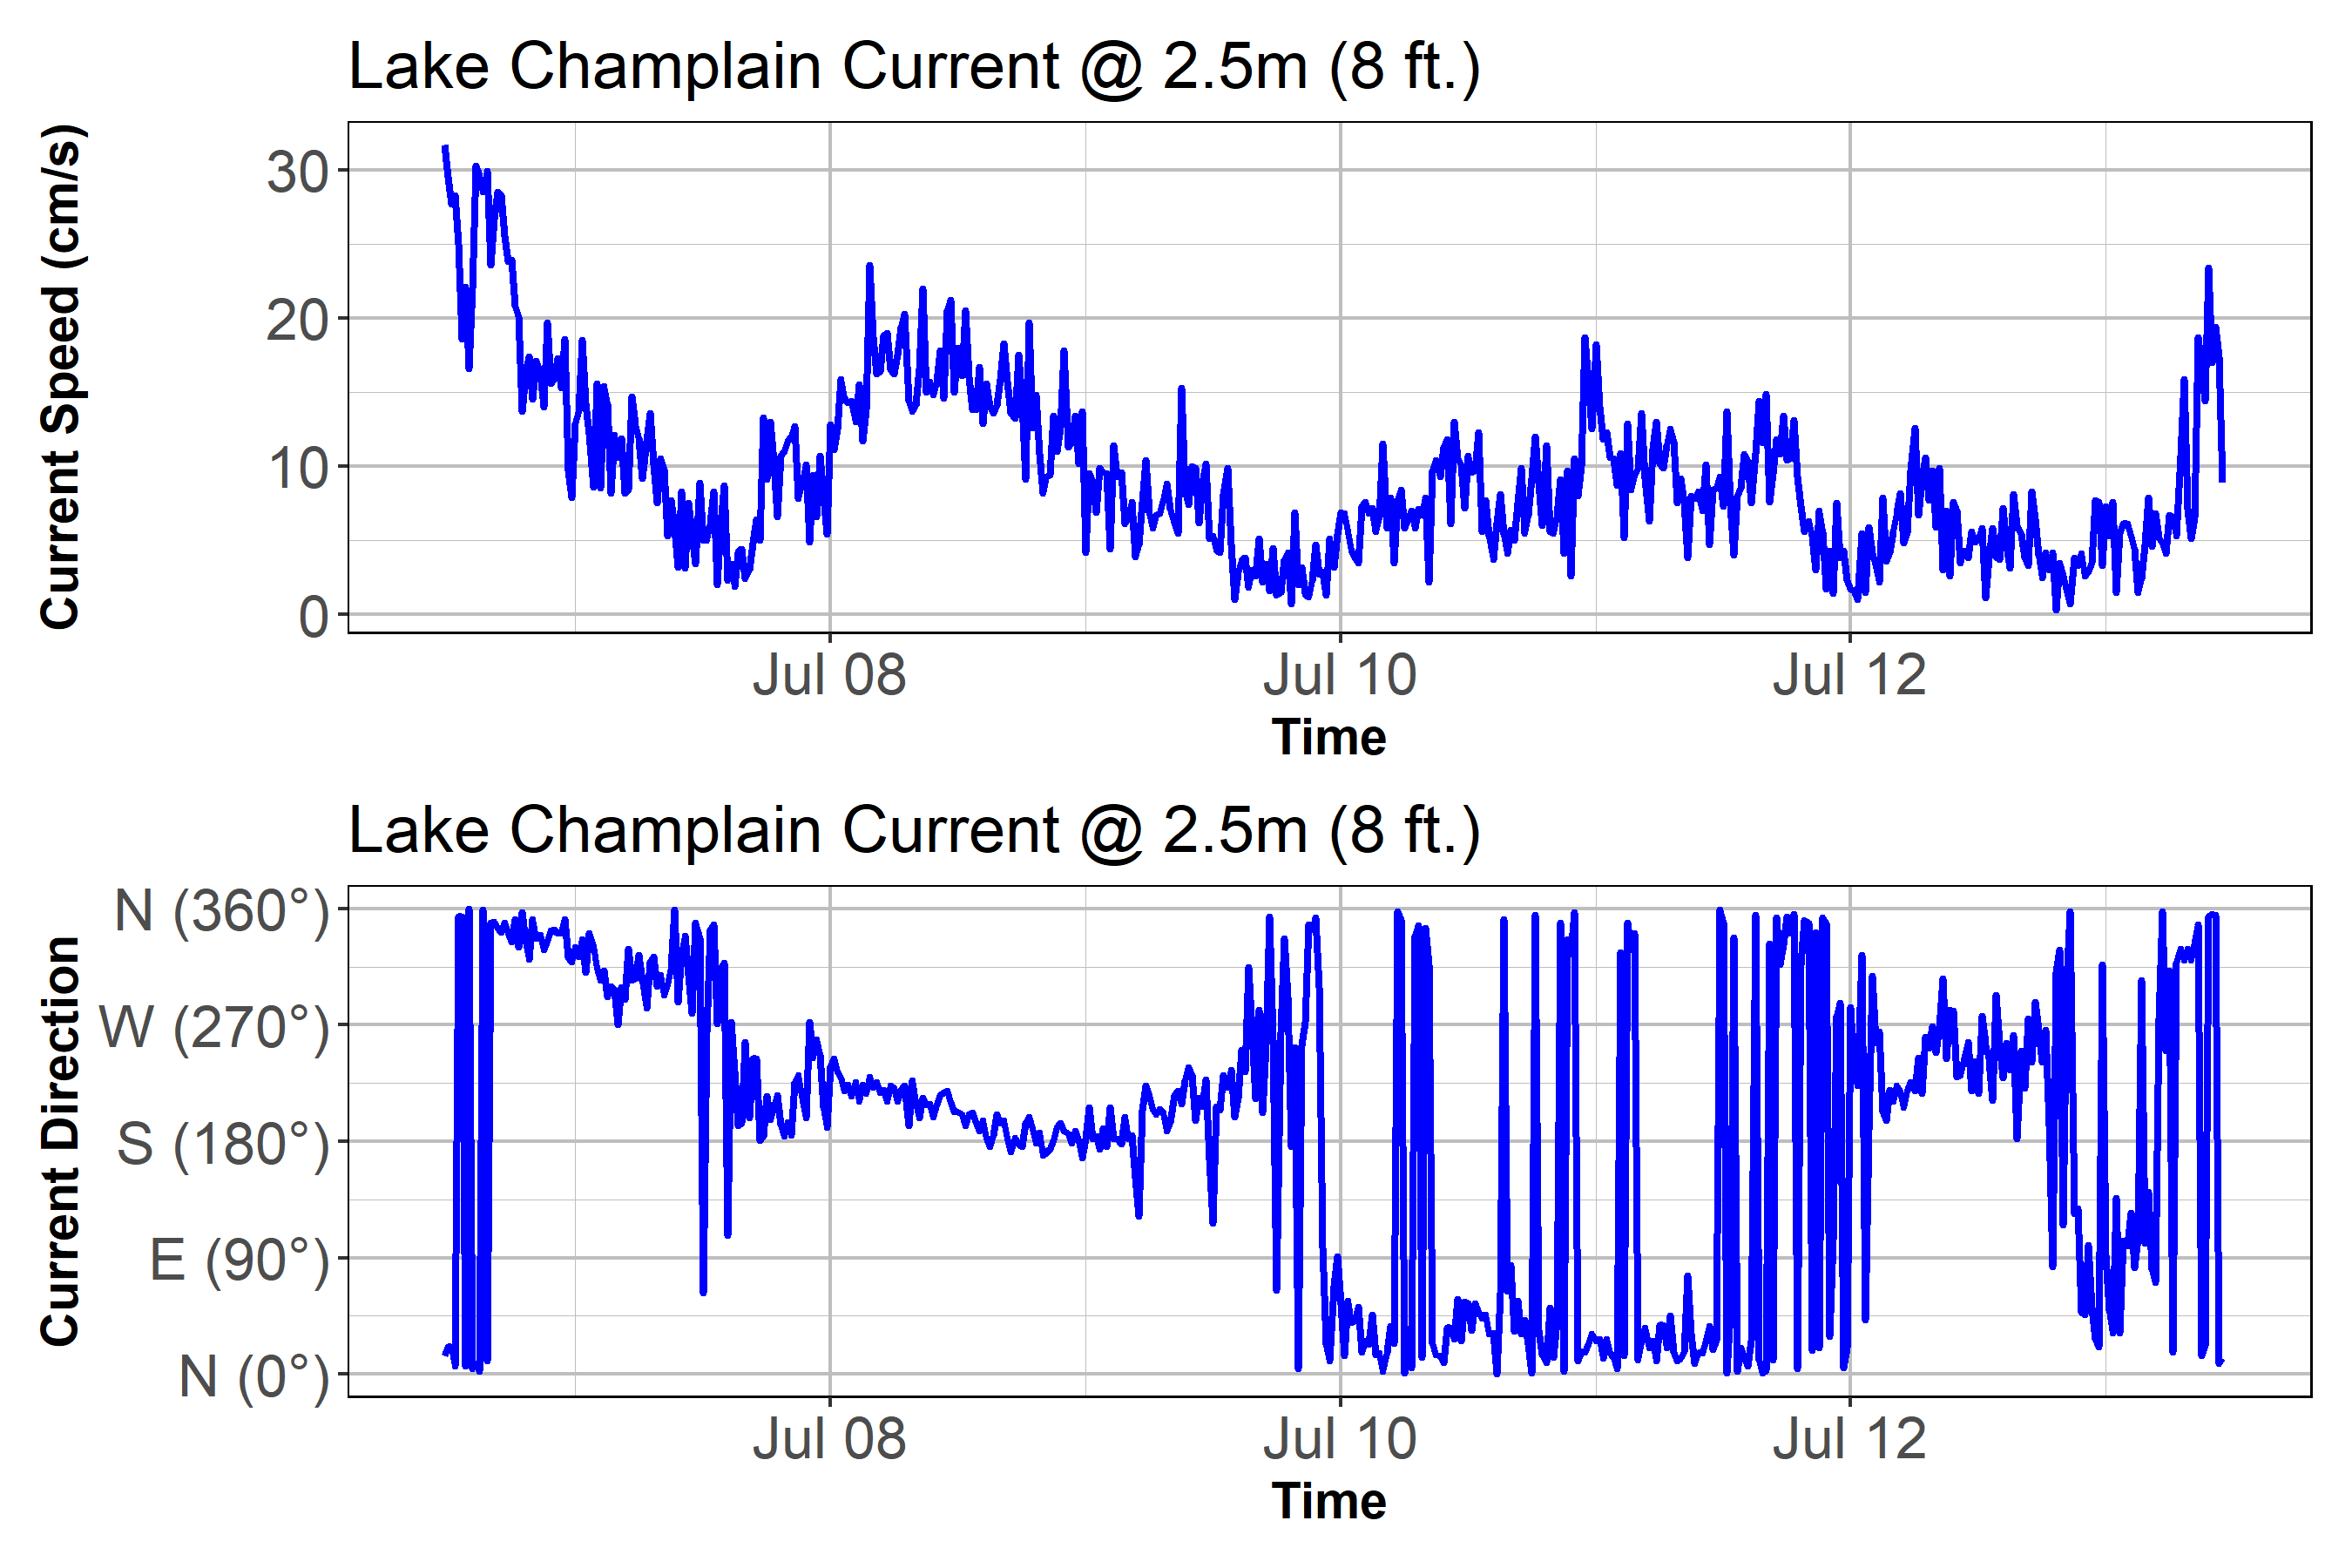 Lake Champlain Current @ 2.5m (8 ft.)
Current Speed (cm/s)
30
20
10
0
Jul 08 Jul 10 Jul 12
Time
Lake Champlain Current @ 2.5m (8 ft.)
Current Direction
N (360°)
W (270°)
S (180°)
E (90°)
N (0°)
Jul 08 Jul 10 Jul 12
Time